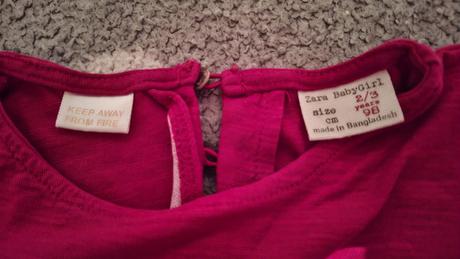 KEEP AWAY
FROM FIRE
Zara BabyGirl
size 2/3
years
cm 98
made in Bangladesh